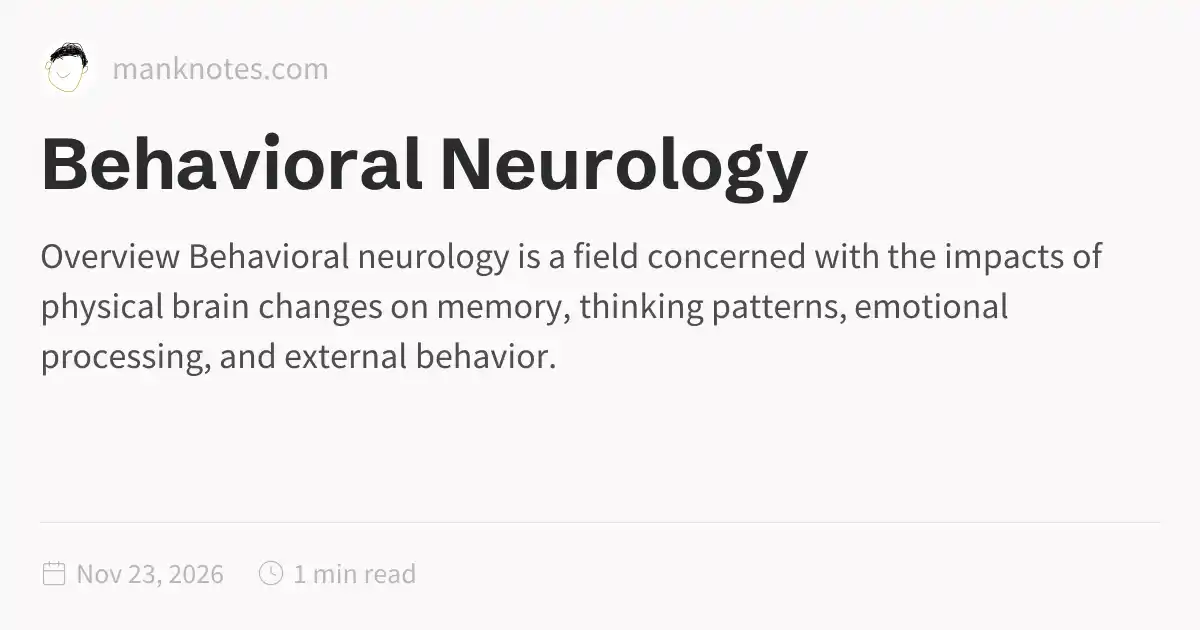 manknotes.com
Behavioral Neurology
Overview Behavioral neurology is a field concerned with the impacts of
physical brain changes on memory, thinking patterns, emotional
processing, and external behavior.
Nov 23, 2026 1 min read